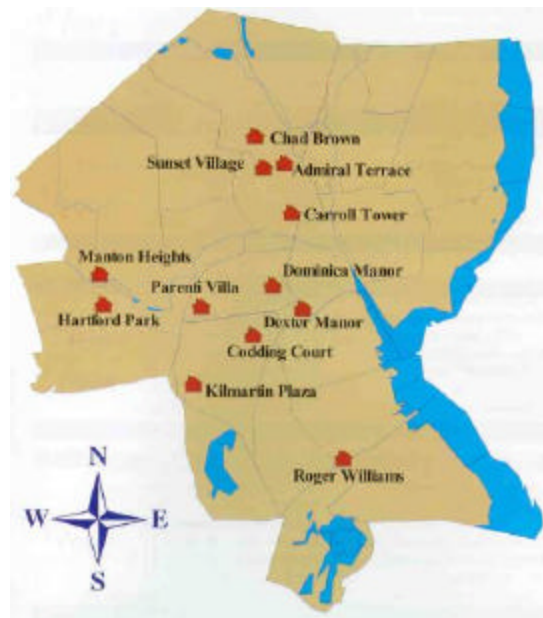 Chad Brown
Sunset Village
Admiral Terrace
Carroll Tower
Manton Heights
Dominica Manor
Parenti Villa
Hartford Park
Dexter Manor
Codding Court
Kilmartin Plaza
N
Roger Williams
W E
S